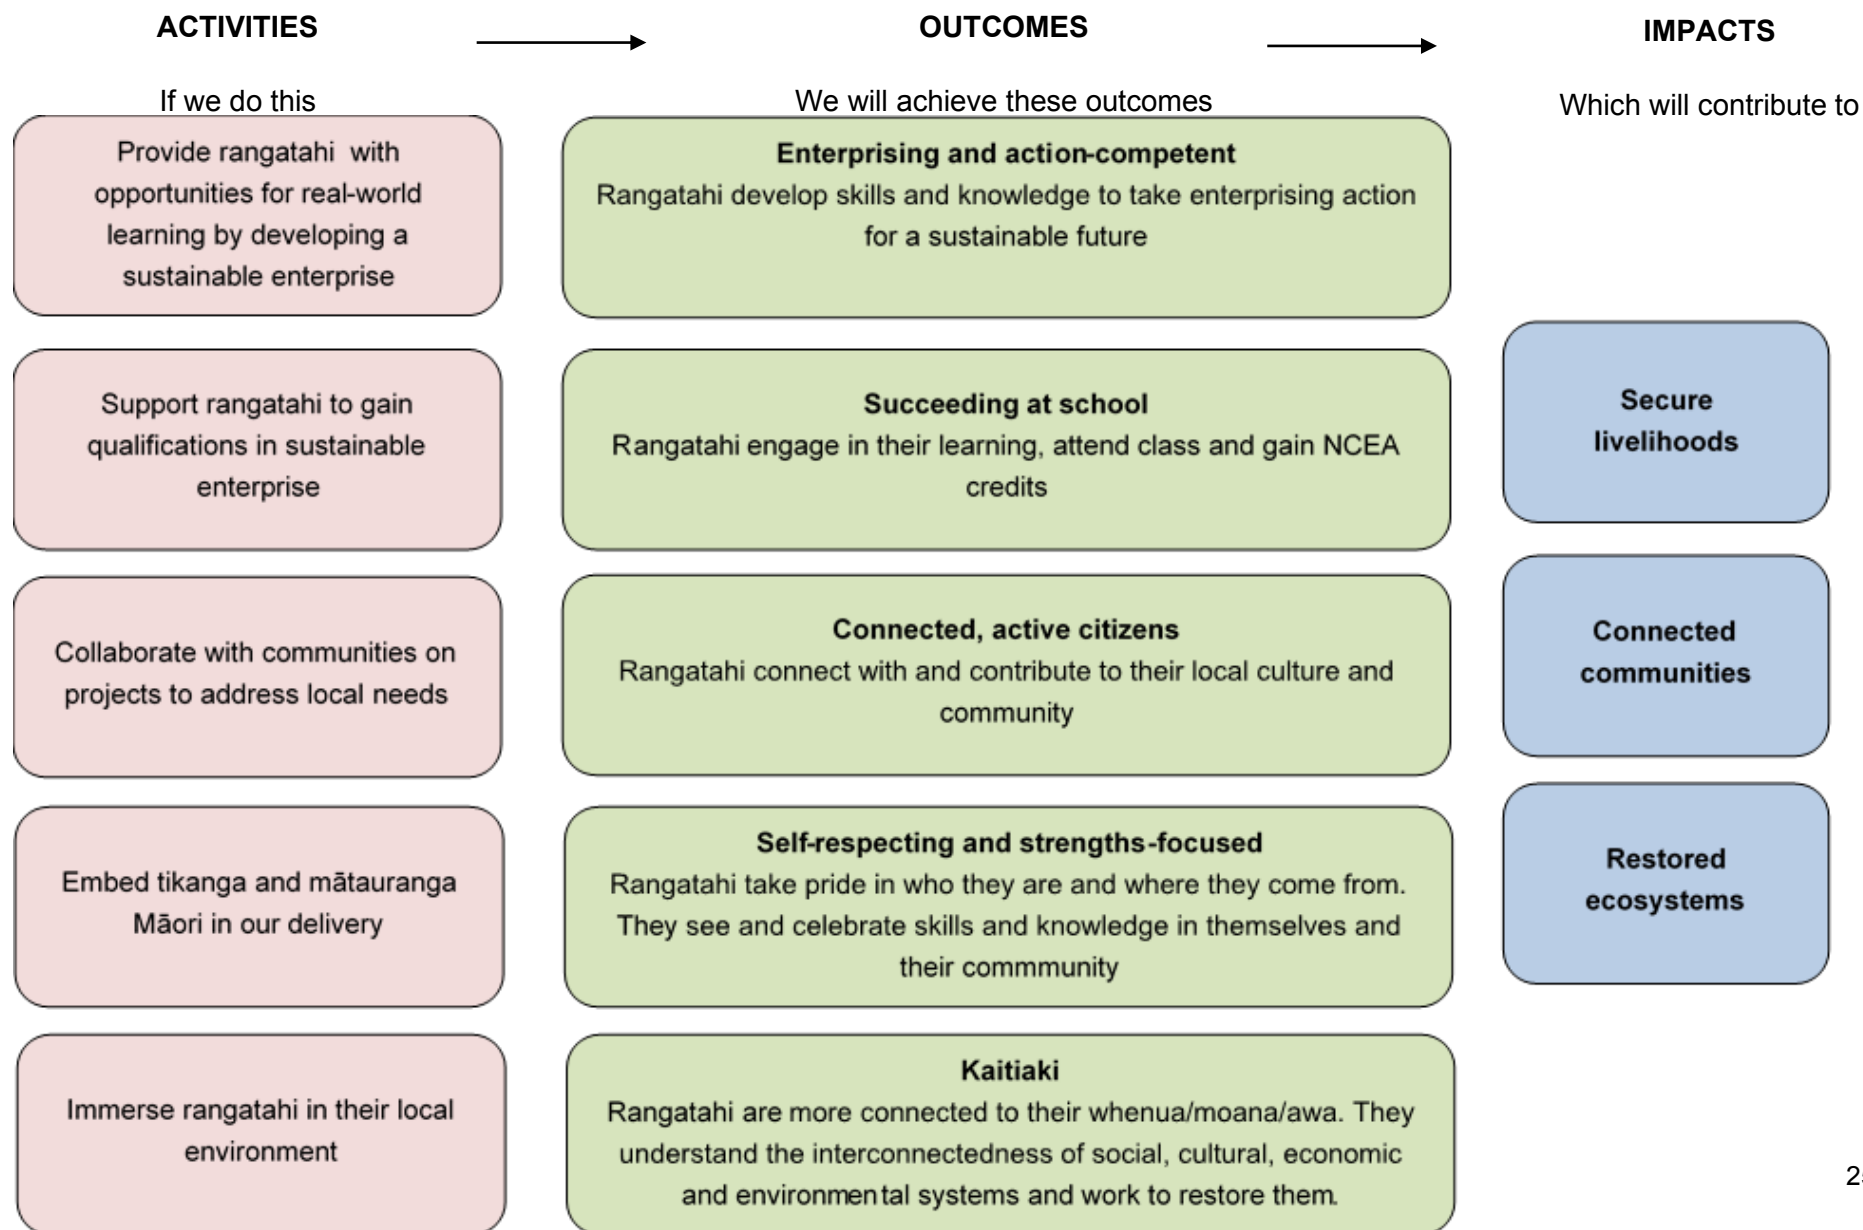 ACTIVITIES
OUTCOMES
IMPACTS
If we do this
We will achieve these outcomes
Which will contribute to
Provide rangatahi with
opportunities for real-world
learning by developing a
sustainable enterprise
Enterprising and action-competent
Rangatahi develop skills and knowledge to take enterprising action
for a sustainable future
Support rangatahi to gain
qualifications in sustainable
enterprise
Succeeding at school
Rangatahi engage in their learning, attend class and gain NCEA
credits
Secure
livelihoods
Collaborate with communities on
projects to address local needs
Connected, active citizens
Rangatahi connect with and contribute to their local culture and
community
Connected
communities
Embed tikanga and mātauranga
Māori in our delivery
Self-respecting and strengths-focused
Rangatahi take pride in who they are and where they come from.
They see and celebrate skills and knowledge in themselves and
their commmunity
Restored
ecosystems
Immerse rangatahi in their local
environment
Kaitiaki
Rangatahi are more connected to their whenua/moana/awa. They
understand the interconnectedness of social, cultural, economic
and environmental systems and work to restore them.